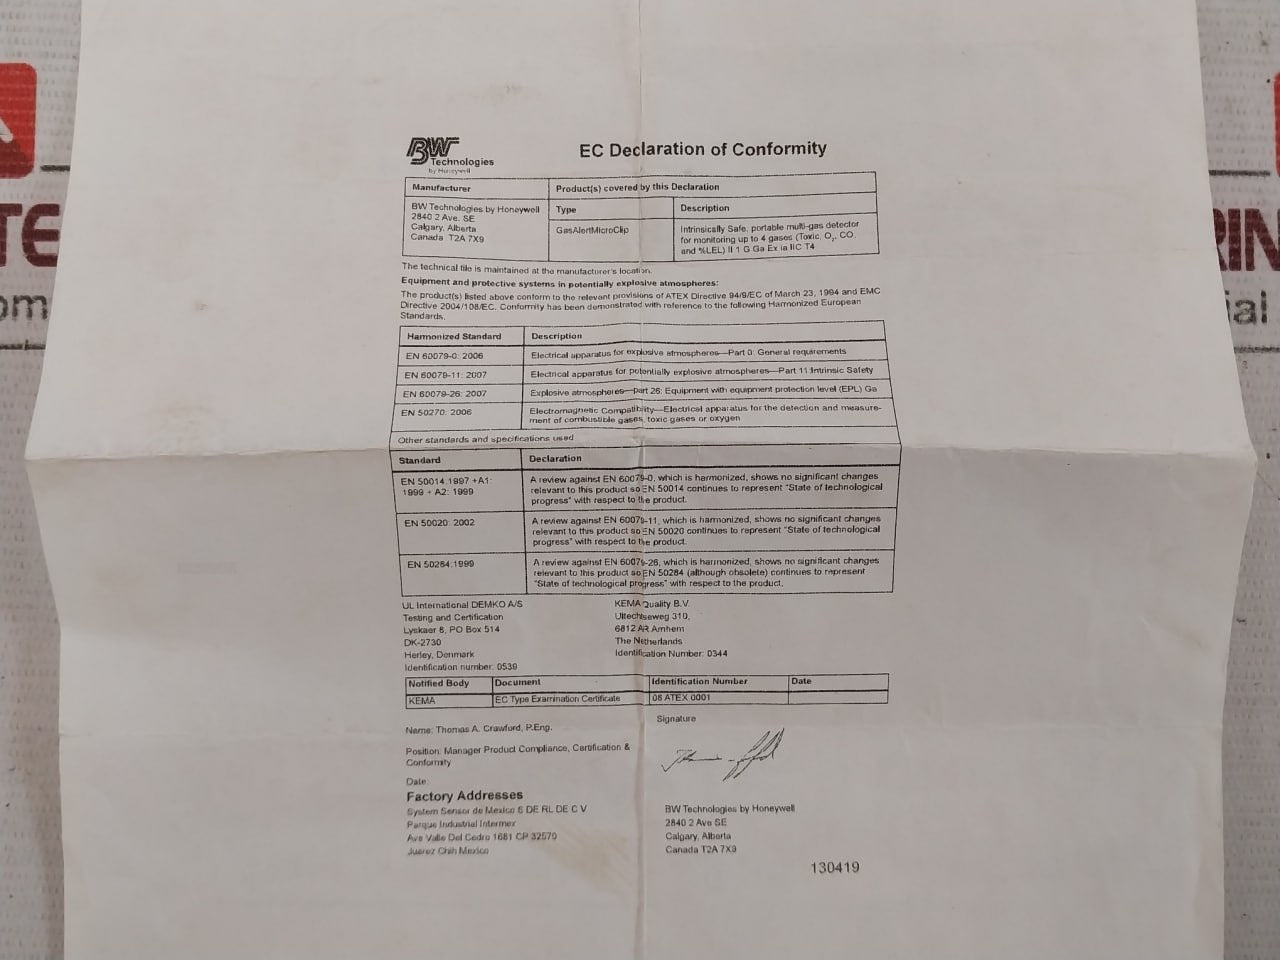 BW
Technologies
by Honeywell
EC Declaration of Conformity
Manufacturer
Product(s) covered by this Declaration
BW Technologies by Honeywell
2840 2 Ave. SE
Calgary, Alberta
Canada T2A 7X9
Type
Description
GasAlertMicroClip
Intrinsically Safe, portable multi-gas detector
for monitoring up to 4 gases (Toxic, O2, CO
and %LEL) II 1 G Ga Ex ia IIC T4
The technical file is maintained at the manufacturer's location.
Equipment and protective systems in potentially explosive atmospheres:
The product(s) listed above conform to the relevant provisions of ATEX Directive 94/9/EC of March 23, 1994 and EMC
Directive 2004/108/EC. Conformity has been demonstrated with reference to the following Harmonized European
Standards.
Harmonized Standard
Description
EN 60079-0: 2006
Electrical apparatus for explosive atmospheres—Part 0: General requirements
EN 60079-11: 2007
Electrical apparatus for potentially explosive atmospheres—Part 11:Intrinsic Safety
EN 60079-26: 2007
Explosive atmospheres—Part 26: Equipment with equipment protection level (EPL) Ga
EN 50270: 2006
Electromagnetic Compatibility—Electrical apparatus for the detection and measure-
ment of combustible gases, toxic gases or oxygen
Other standards and specifications used
Standard
Declaration
EN 50014:1997 +A1:
1999 + A2: 1999
A review against EN 60079-0, which is harmonized, shows no significant changes
relevant to this product so EN 50014 continues to represent "State of technological
progress" with respect to the product.
EN 50020: 2002
A review against EN 60079-11, which is harmonized, shows no significant changes
relevant to this product so EN 50020 continues to represent "State of technological
progress" with respect to the product.
EN 50284:1999
A review against EN 60079-26, which is harmonized, shows no significant changes
relevant to this product so EN 50284 (although obsolete) continues to represent
"State of technological progress" with respect to the product.
UL International DEMKO A/S
Testing and Certification
Lyskaer 8, PO Box 514
DK-2730
Herley, Denmark
Identification number: 0539
KEMA Quality B.V.
Utlechtseweg 310,
6812 AR Arnhem
The Netherlands
Identification Number: 0344
Notified Body
Document
Identification Number
Date
KEMA
EC Type Examination Certificate
08 ATEX 0001
Name: Thomas A. Crawford, P.Eng.
Signature
Position: Manager Product Compliance, Certification &
Conformity
Date:
Factory Addresses
System Sensor de Mexico S DE RL DE C V
Parque Industrial Intermex
Ave Valle Del Cedro 1681 CP 32570
Juarez Chih Mexico
BW Technologies by Honeywell
2840 2 Ave SE
Calgary, Alberta
Canada T2A 7X9
130419